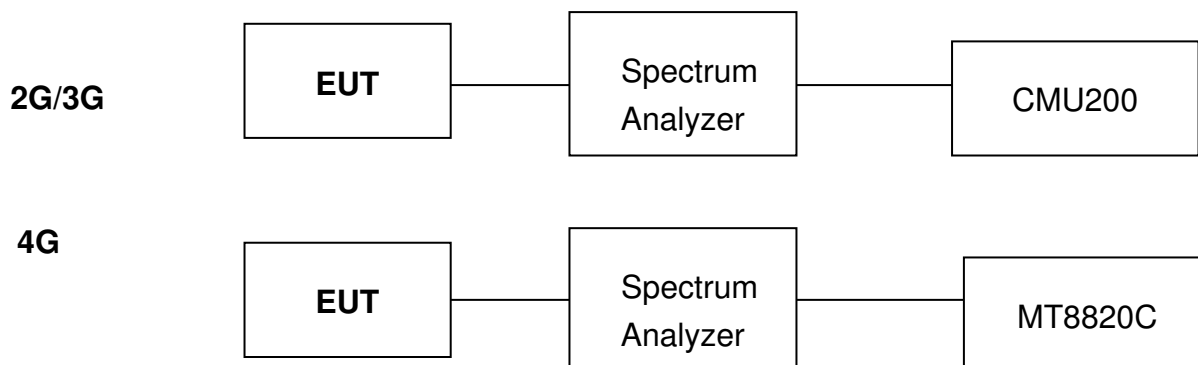 2G/3G
EUT
Spectrum
Analyzer
CMU200
4G
EUT
Spectrum
Analyzer
MT8820C